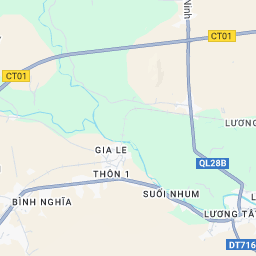 Ninh
CT01
CT01
LƯƠNG
GIA LE
QL28B
THÔN 1
SUỐI NHUM
BÌNH NGHĨA
LƯƠNG TÂ
DT716